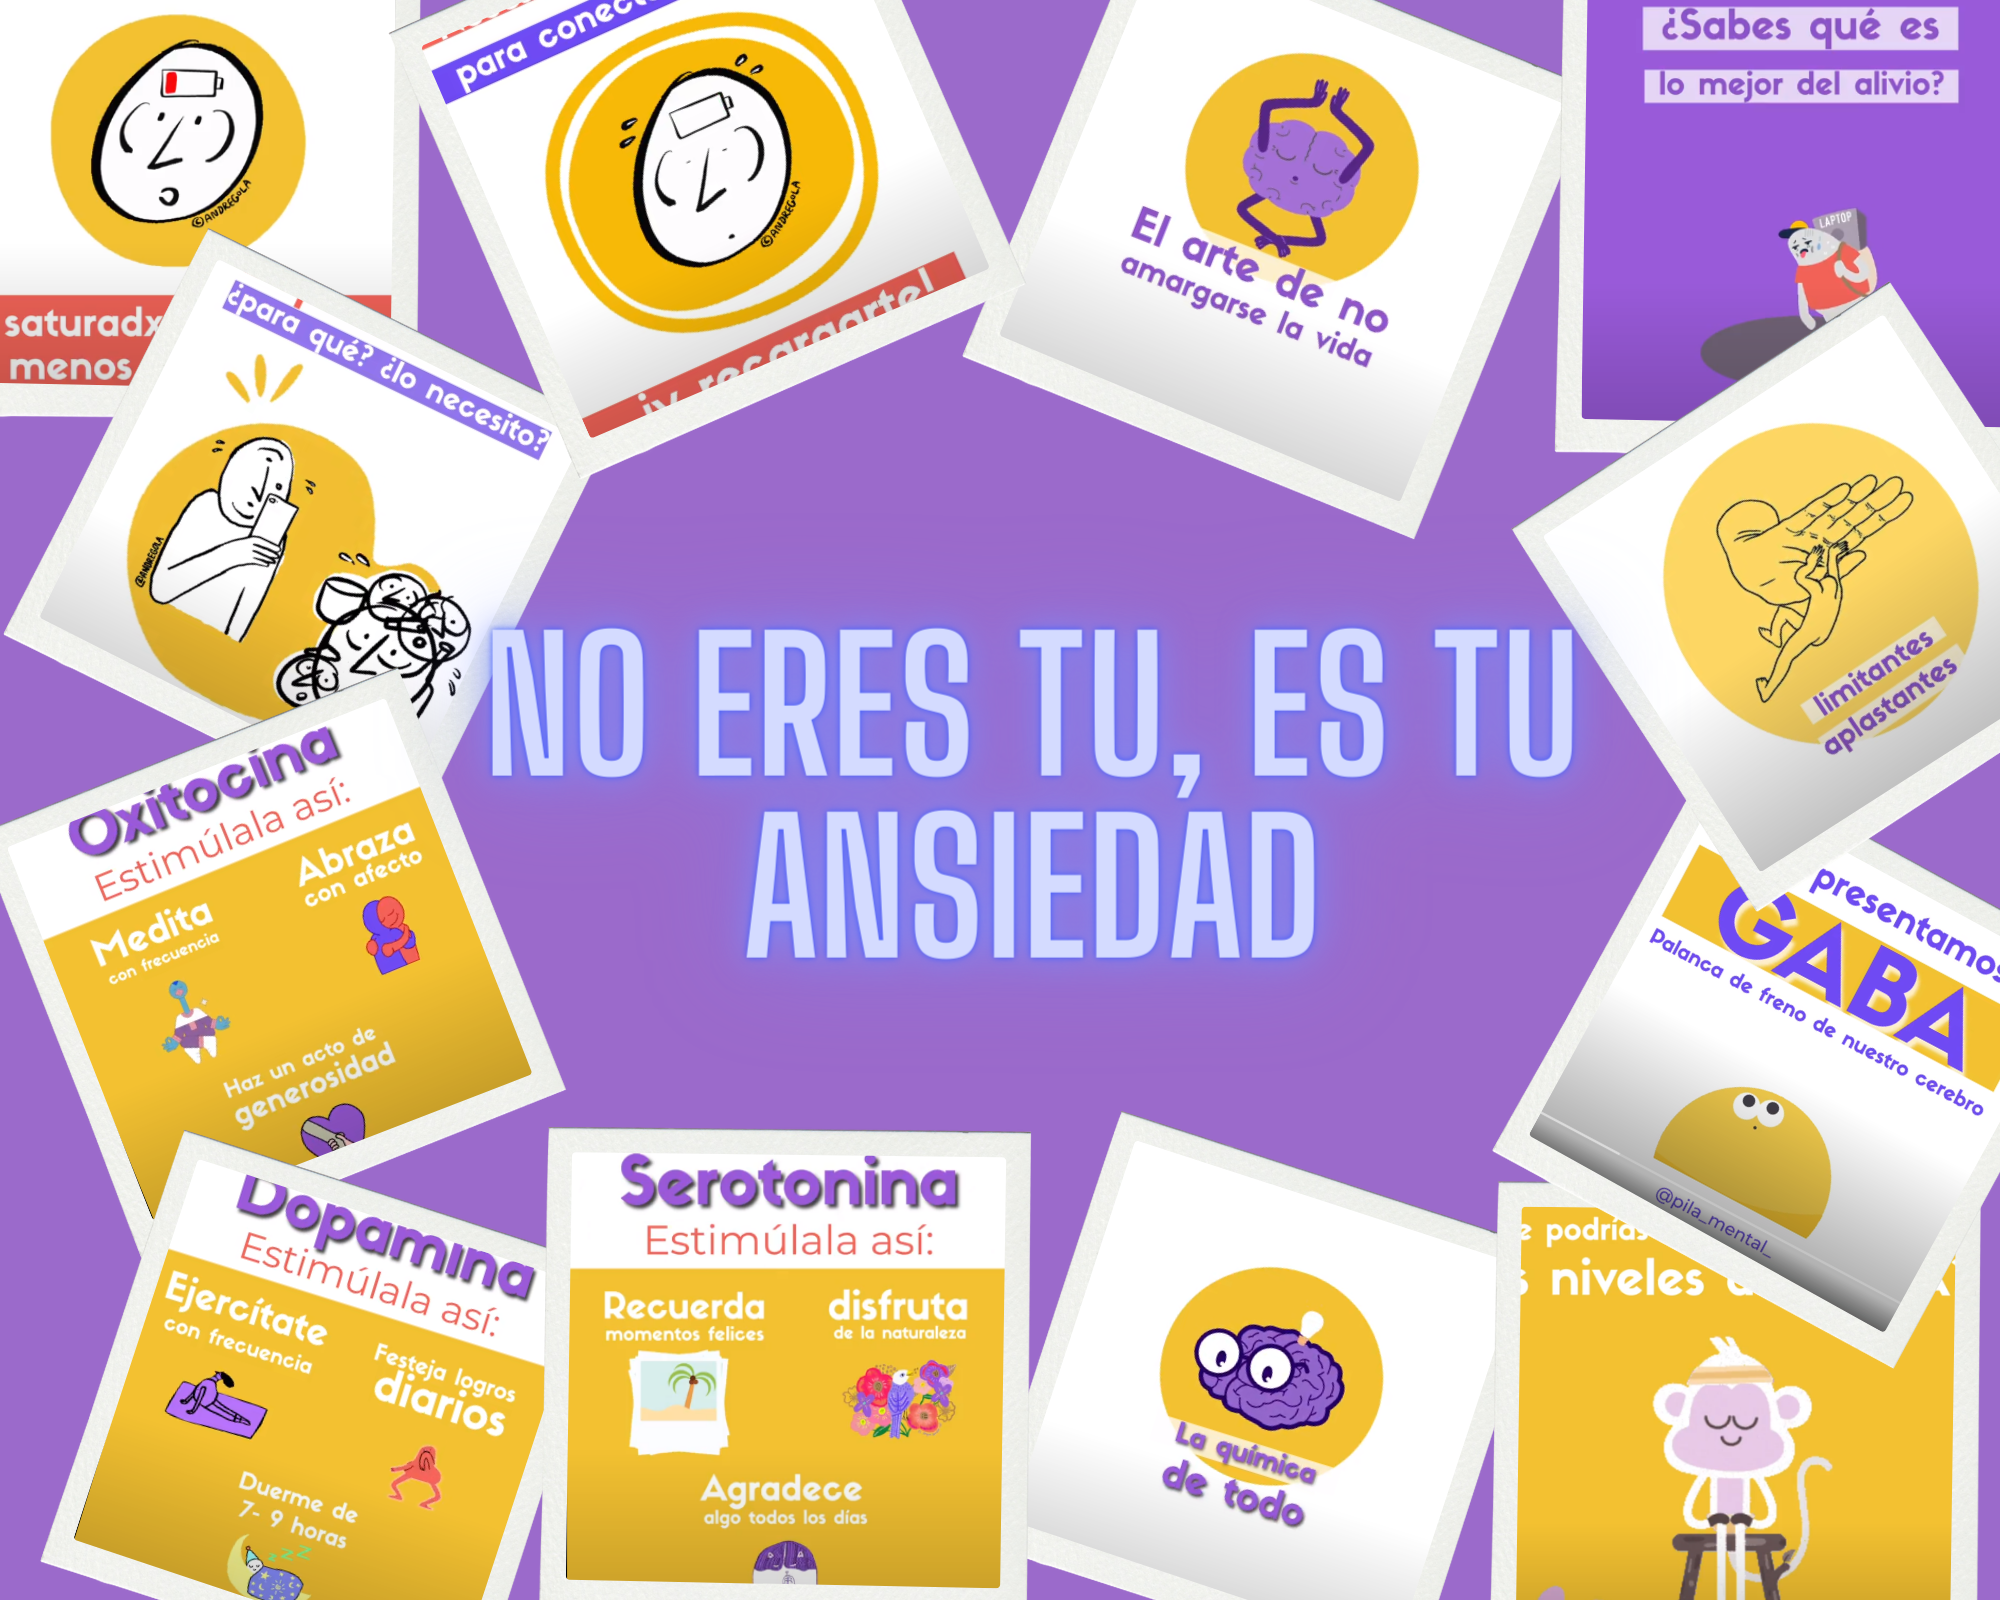 ©ANDREGOLA
saturadx
menos
para
©ANDREGOLA
¡y recargarte!
El arte de no
amargarse la vida
¿Sabes qué es
lo mejor del alivio?
LAPTOP
¿para qué? ¿lo necesito?
@ANDREGOLA
limitantes
aplastantes
NO ERES TU, ES TU
ANSIEDAD
Oxitocina
Estimúlala así:
Medita
con frecuencia
Abraza
con afecto
Haz un acto de
generosidad
presentamos
GABA
Palanca de freno de nuestro cerebro
@pila_mental_
Dopamina
Estimúlala así:
Ejercítate
con frecuencia
Festeja logros
diarios
Duerme de
7- 9 horas
zzz
Serotonina
Estimúlala así:
Recuerda
momentos felices
disfruta
de la naturaleza
Agradece
algo todos los días
La química
de todo
podrías
niveles